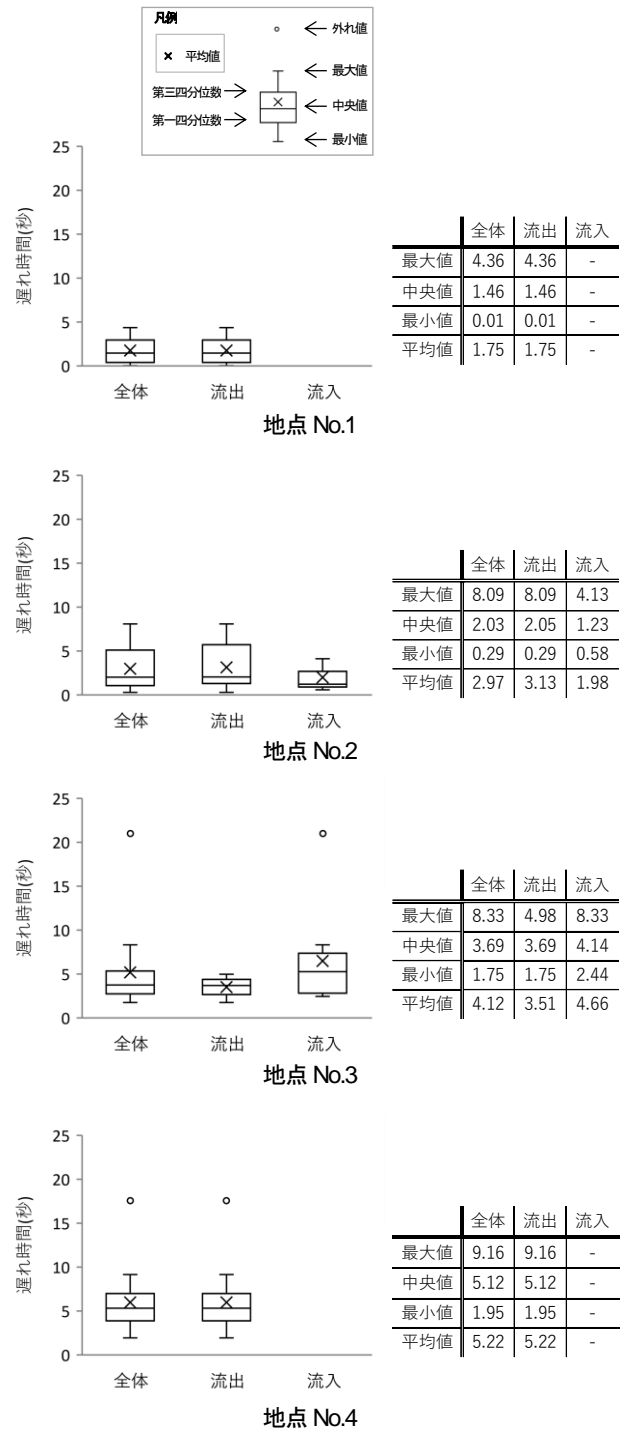 凡例
外れ値
× 平均値
最大値
第三四分位数
中央値
第一四分位数
最小値
25
20
15
10
5
0
遅れ時間(秒)
全体 流出 流入
全体 流出 流入
最大値 4.36 4.36 -
中央値 1.46 1.46 -
最小値 0.01 0.01 -
平均値 1.75 1.75 -
地点 No.1
25
20
15
10
5
0
遅れ時間(秒)
全体 流出 流入
全体 流出 流入
最大値 8.09 8.09 4.13
中央値 2.03 2.05 1.23
最小値 0.29 0.29 0.58
平均値 2.97 3.13 1.98
地点 No.2
25
20
15
10
5
0
遅れ時間(秒)
全体 流出 流入
全体 流出 流入
最大値 8.33 4.98 8.33
中央値 3.69 3.69 4.14
最小値 1.75 1.75 2.44
平均値 4.12 3.51 4.66
地点 No.3
25
20
15
10
5
0
遅れ時間(秒)
全体 流出 流入
全体 流出 流入
最大値 9.16 9.16 -
中央値 5.12 5.12 -
最小値 1.95 1.95 -
平均値 5.22 5.22 -
地点 No.4